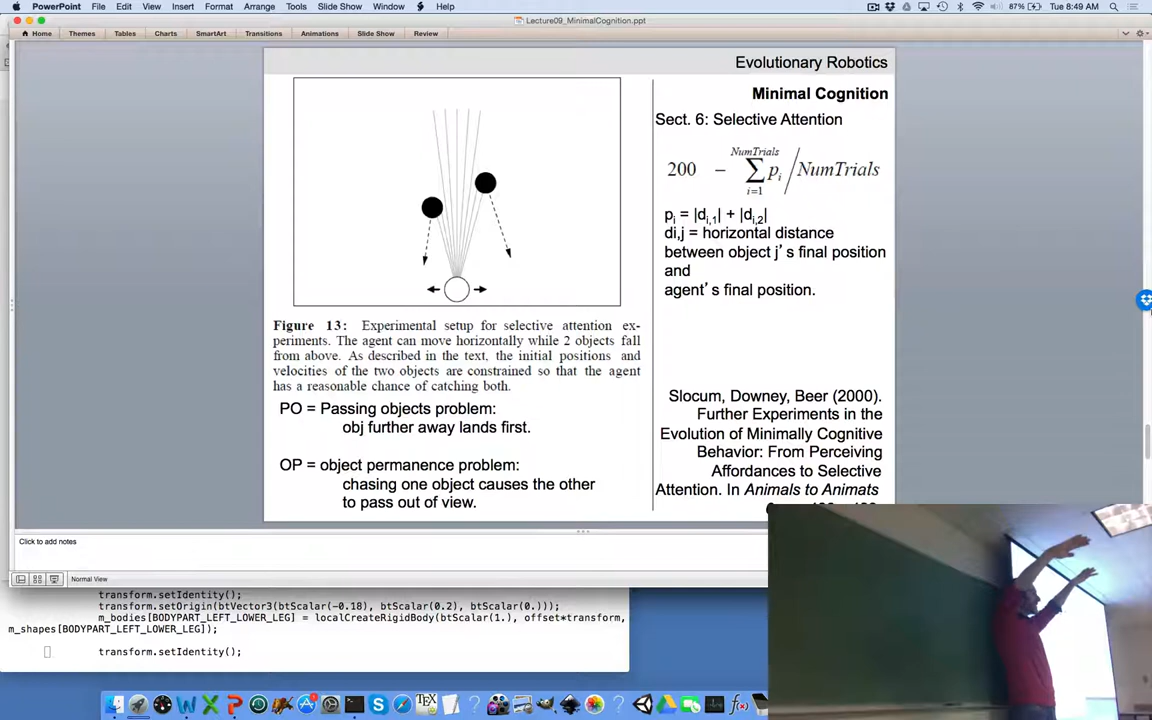 PowerPoint File Edit View Insert Format Arrange Tools Slide Show Window Help 87% Tue 8:49 AM
Lecture09_MinimalCognition.ppt
Home Themes Tables Charts SmartArt Transitions Animations Slide Show Review
Evolutionary Robotics
Figure 13: Experimental setup for selective attention ex-
periments. The agent can move horizontally while 2 objects fall
from above. As described in the text, the initial positions and
velocities of the two objects are constrained so that the agent
has a reasonable chance of catching both.
PO = Passing objects problem:
obj further away lands first.
OP = object permanence problem:
chasing one object causes the other
to pass out of view.
Minimal Cognition
Sect. 6: Selective Attention
200 − ∑ p_i / NumTrials
NumTrials
i=1
p_i = |d_i,1| + |d_i,2|
di,j = horizontal distance
between object j's final position
and
agent's final position.
Slocum, Downey, Beer (2000).
Further Experiments in the
Evolution of Minimally Cognitive
Behavior: From Perceiving
Affordances to Selective
Attention. In Animals to Animats
Click to add notes
Normal View
transform.setIdentity();
transform.setOrigin(btVector3(btScalar(-0.18), btScalar(0.2), btScalar(0.)));
m_bodies[BODYPART_LEFT_LOWER_LEG] = localCreateRigidBody(btScalar(1.), offset*transform,
m_shapes[BODYPART_LEFT_LOWER_LEG]);
transform.setIdentity();